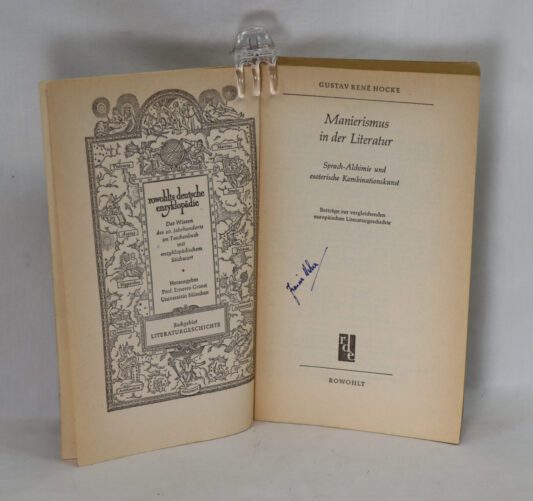 rowohlts deutsche
enzyklopädie
Das Wissen
des 20. Jahrhunderts
im Taschenbuch
mit
enzyklopädischem
Stichwort
Herausgeber
Prof. Ernesto Grassi
Universität München
Sachgebiet
LITERATURGESCHICHTE
GUSTAV RENÉ HOCKE
Manierismus
in der Literatur
Sprach-Alchimie und
esoterische Kombinationskunst
Beiträge zur vergleichenden
europäischen Literaturgeschichte
rde
ROWOHLT